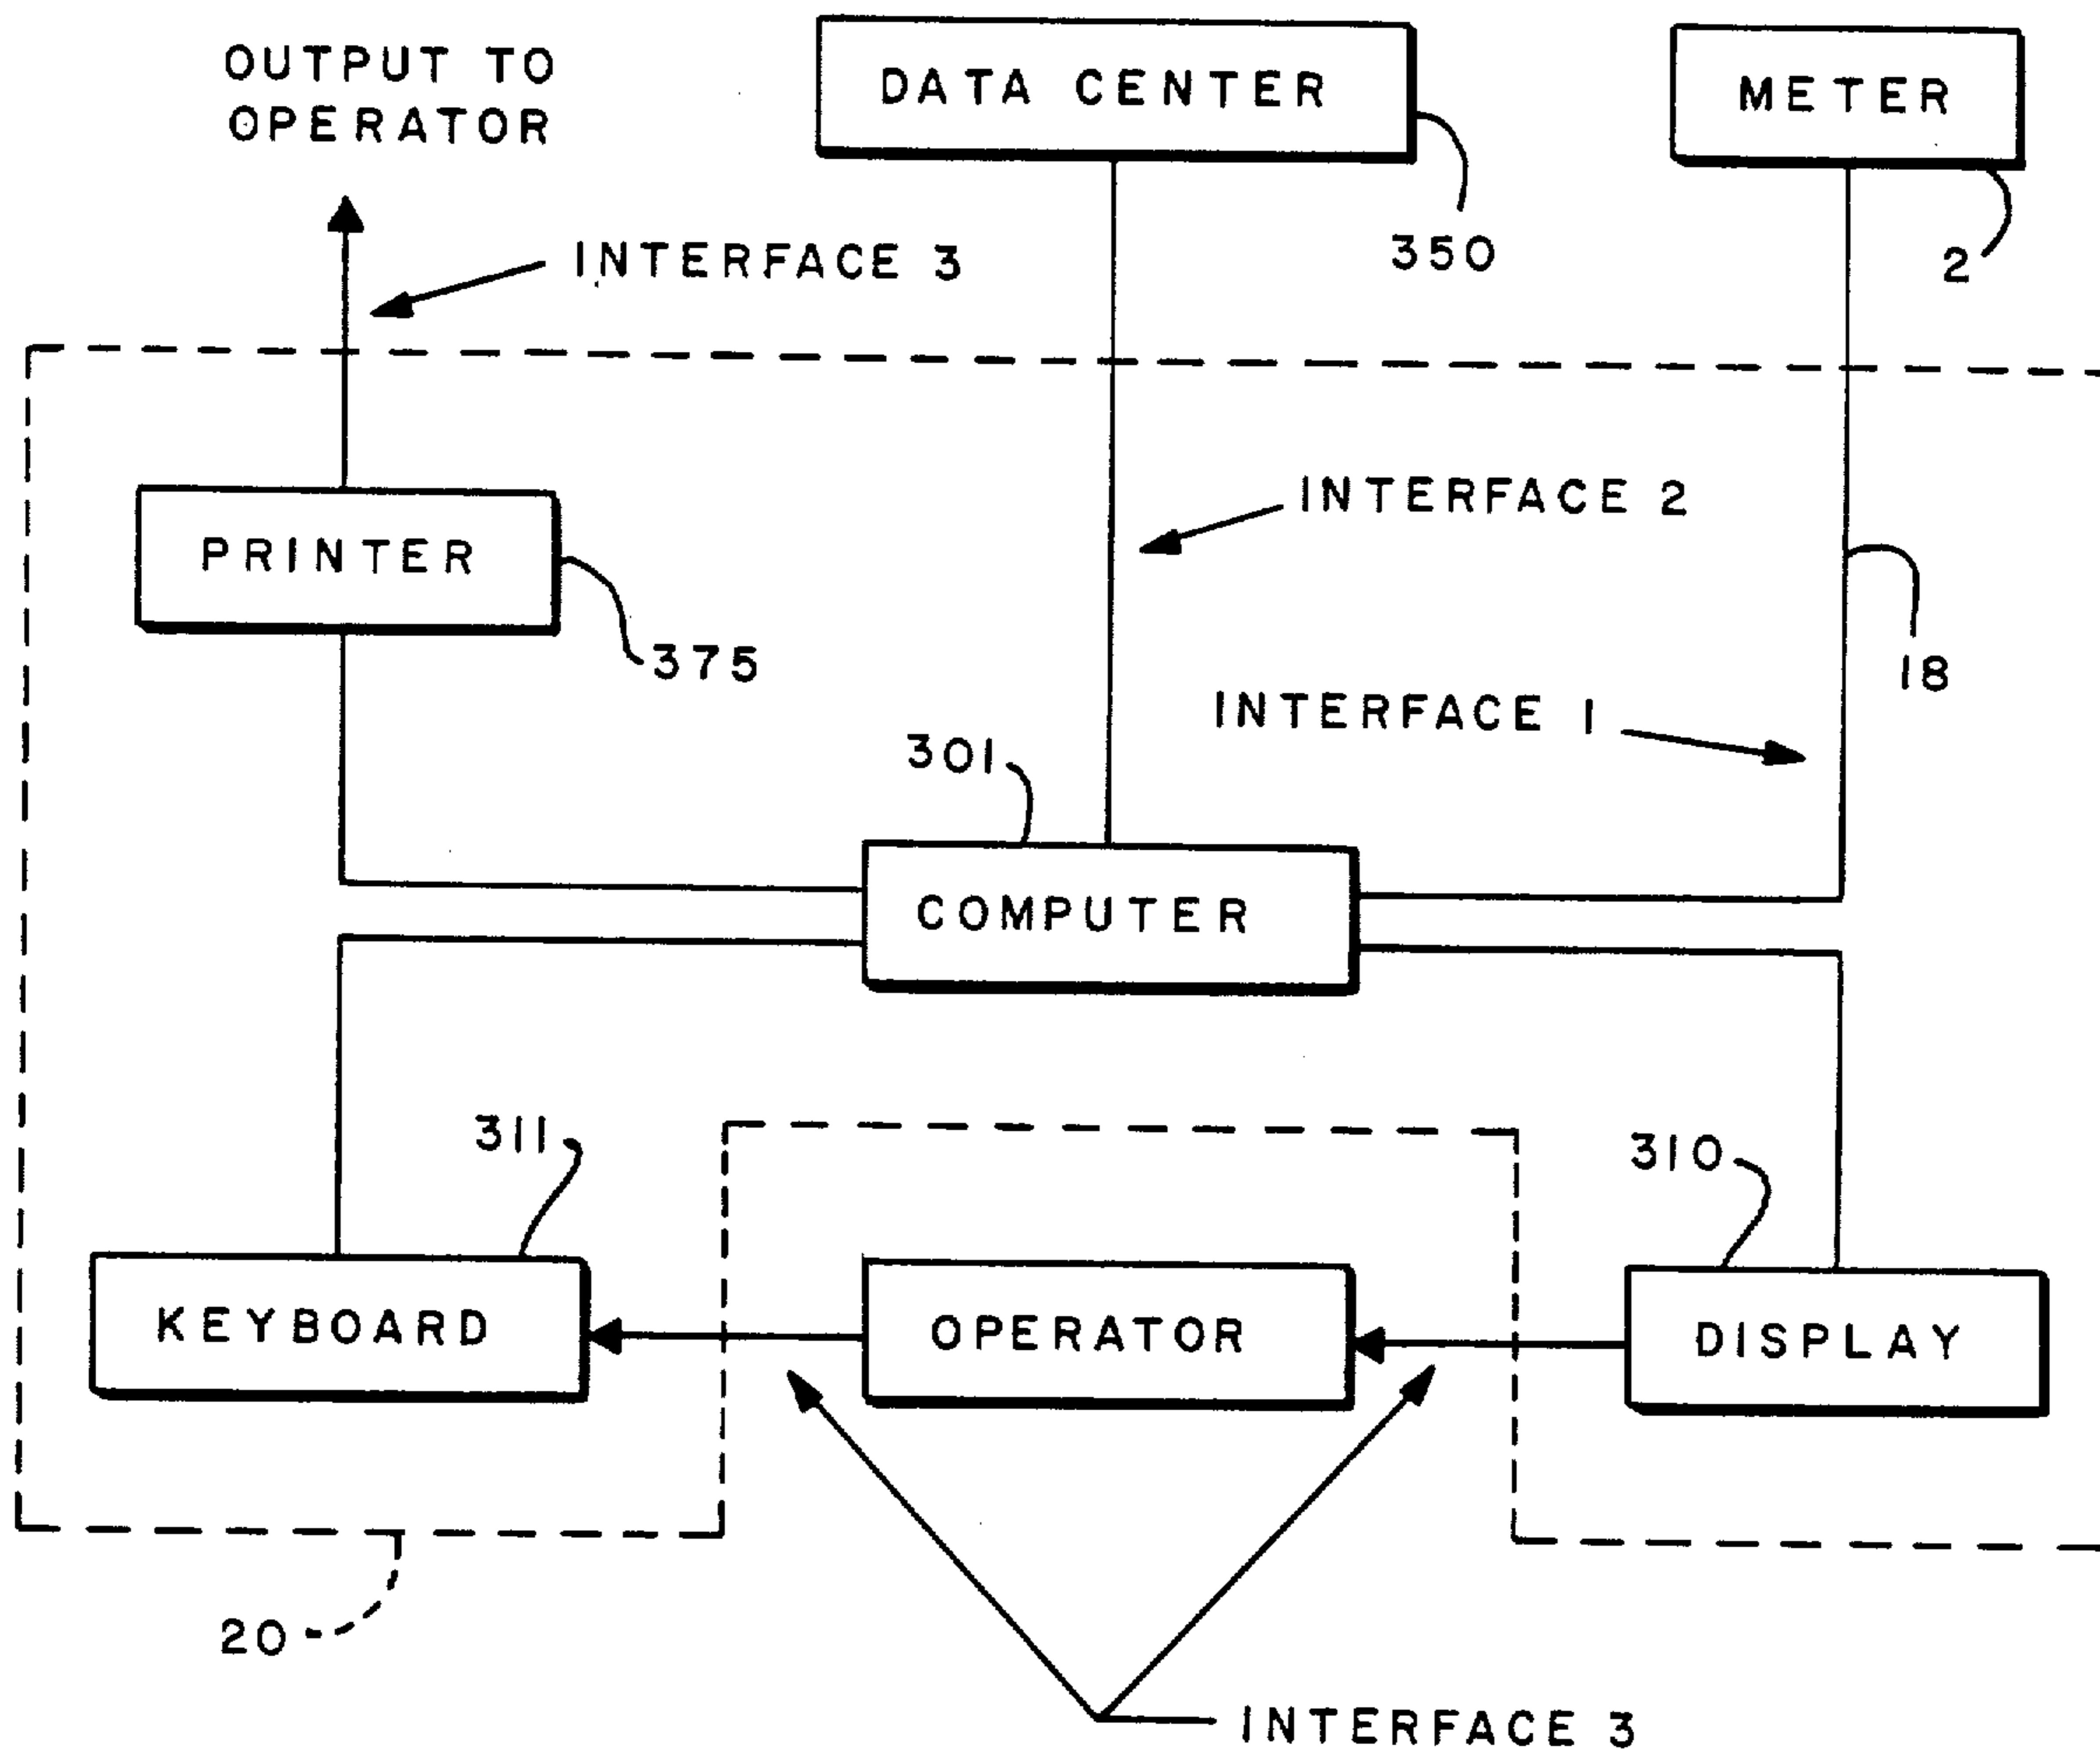 OUTPUT TO
OPERATOR
DATA CENTER
METER
350
2
INTERFACE 3
INTERFACE 2
PRINTER
375
18
INTERFACE 1
301
COMPUTER
311
310
KEYBOARD
OPERATOR
DISPLAY
20
INTERFACE 3